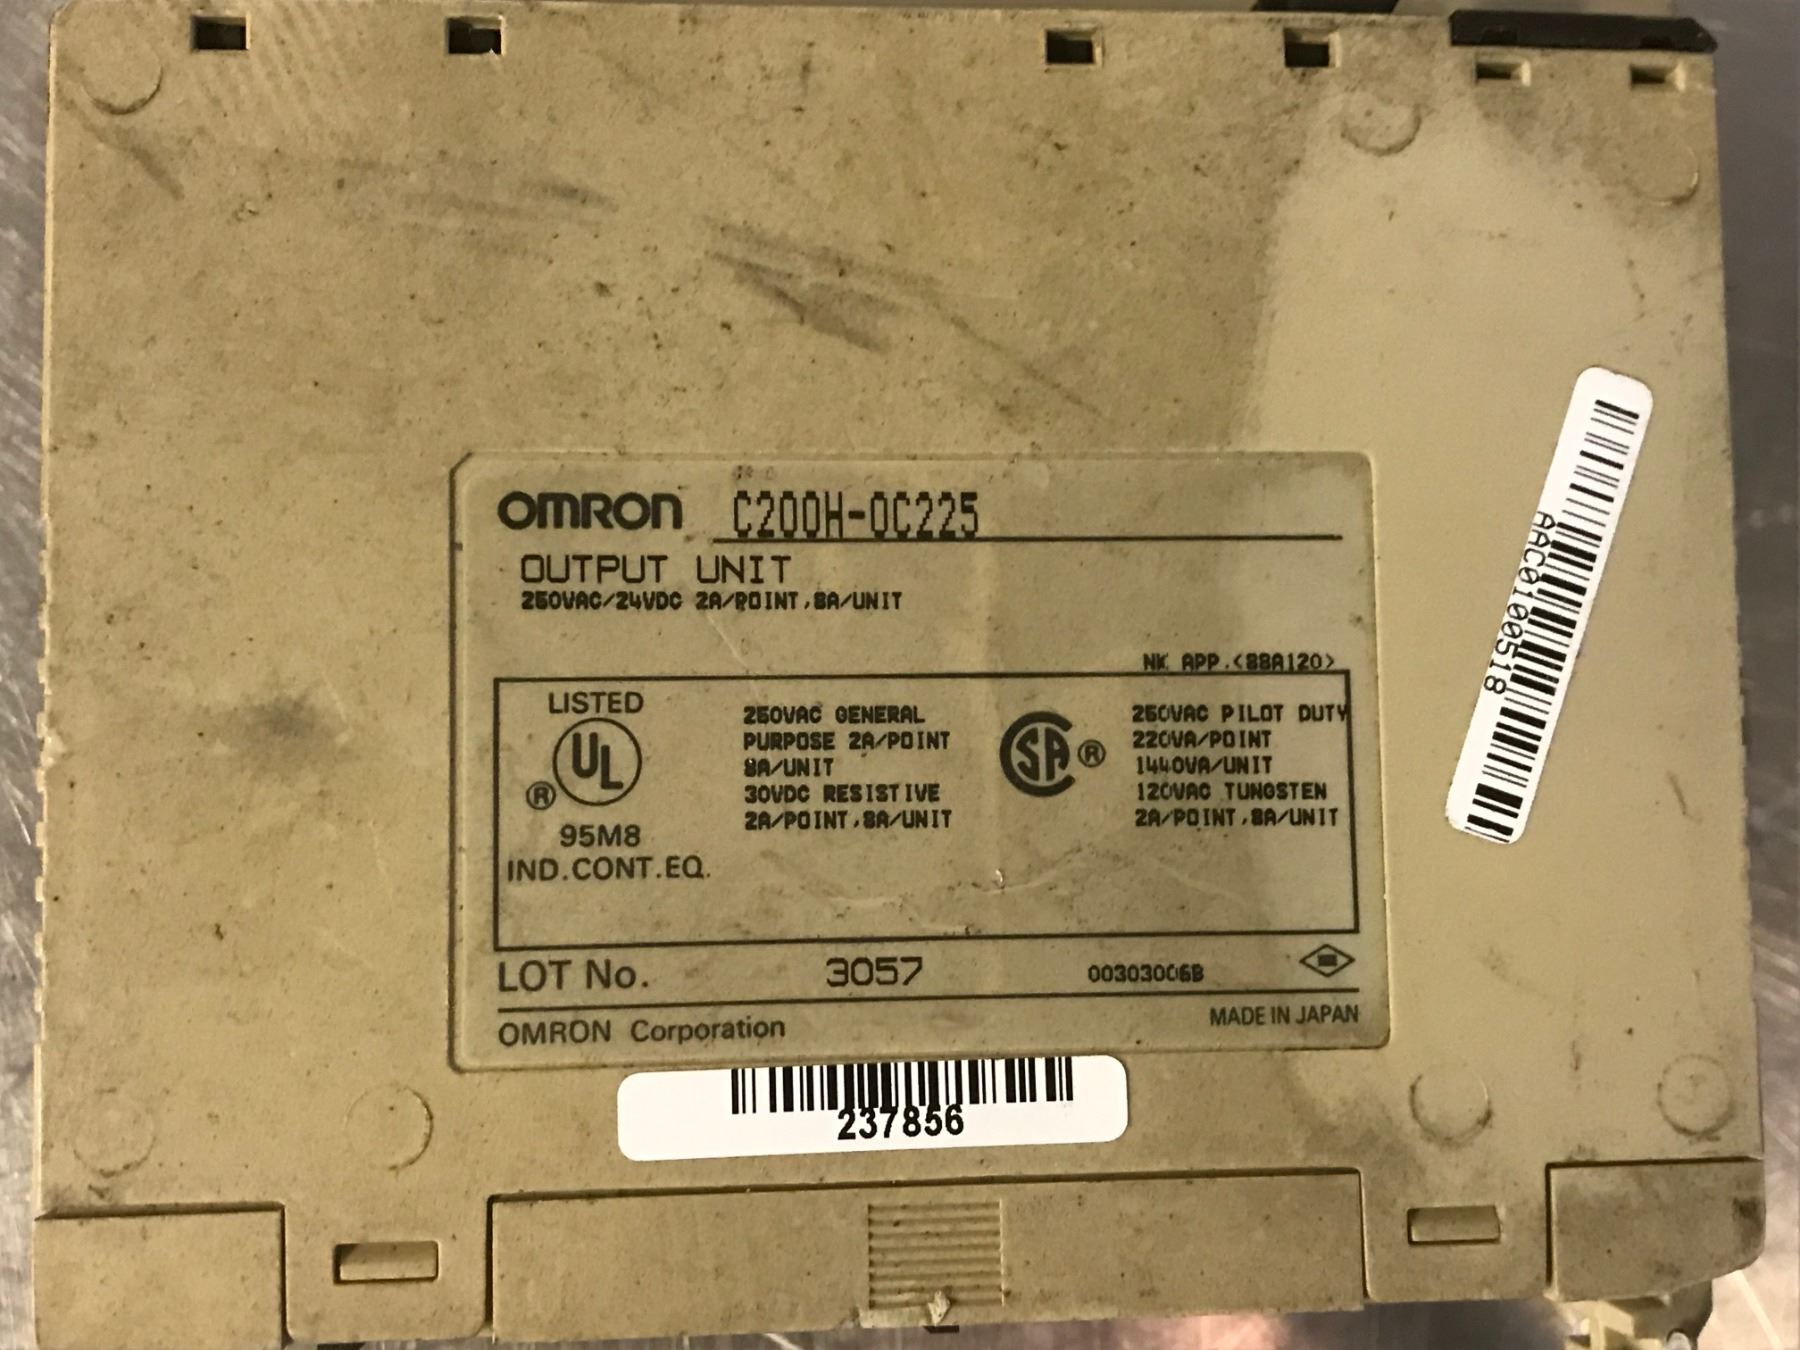 OMRON C200H-OC225
OUTPUT UNIT
250VAC/24VDC 2A/POINT,8A/UNIT
NK APP.<88A120>
LISTED
UL
®
95M8
IND.CONT.EQ.
250VAC GENERAL
PURPOSE 2A/POINT
8A/UNIT
30VDC RESISTIVE
2A/POINT,8A/UNIT
SA ®
250VAC PILOT DUTY
220VA/POINT
1440VA/UNIT
120VAC TUNGSTEN
2A/POINT,8A/UNIT
LOT No. 3057 00303006B
OMRON Corporation MADE IN JAPAN
237856
AAC0100518